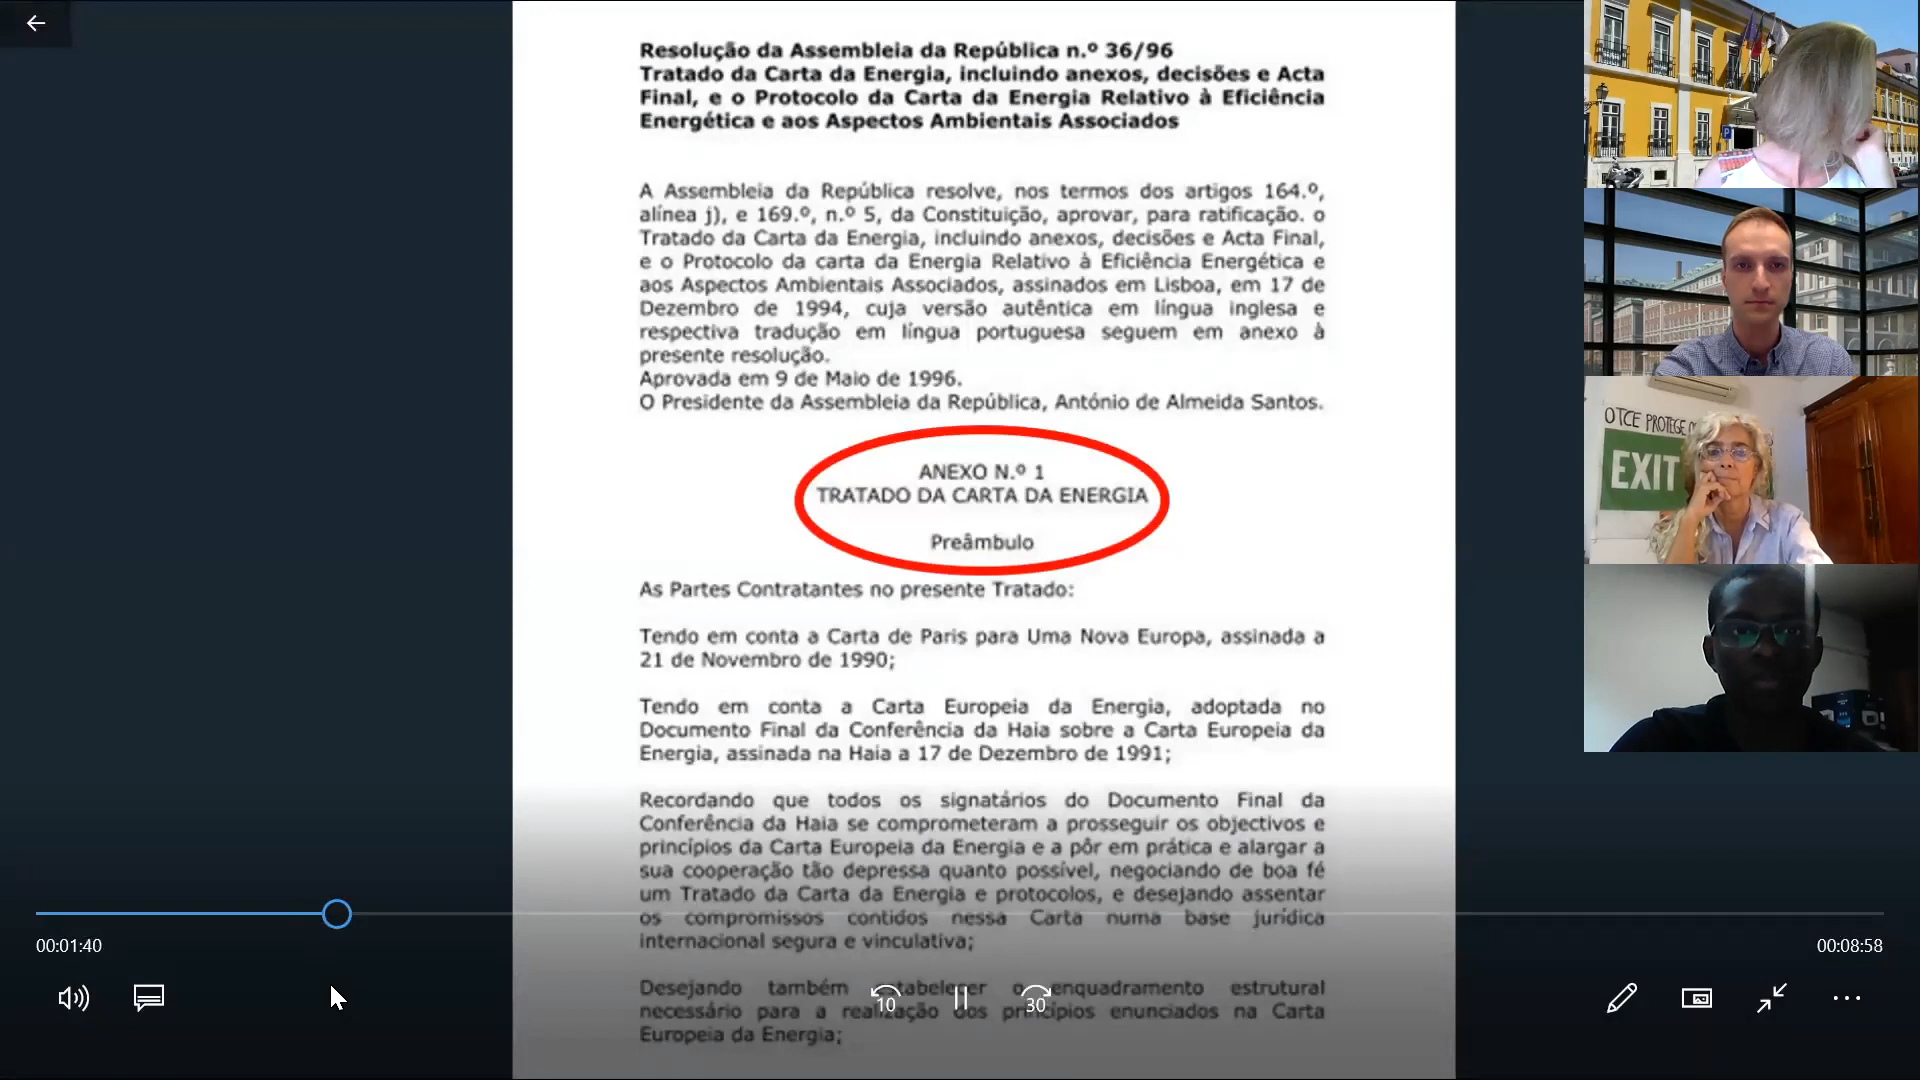 Resolução da Assembleia da República n.º 36/96
Tratado da Carta da Energia, incluindo anexos, decisões e Acta
Final, e o Protocolo da Carta da Energia Relativo à Eficiência
Energética e aos Aspectos Ambientais Associados
A Assembleia da República resolve, nos termos dos artigos 164.º,
alínea j), e 169.º, n.º 5, da Constituição, aprovar, para ratificação. o
Tratado da Carta da Energia, incluindo anexos, decisões e Acta Final,
e o Protocolo da carta da Energia Relativo à Eficiência Energética e
aos Aspectos Ambientais Associados, assinados em Lisboa, em 17 de
Dezembro de 1994, cuja versão autêntica em língua inglesa e
respectiva tradução em língua portuguesa seguem em anexo à
presente resolução.
Aprovada em 9 de Maio de 1996.
O Presidente da Assembleia da República, António de Almeida Santos.
ANEXO N.º 1
TRATADO DA CARTA DA ENERGIA
Preâmbulo
As Partes Contratantes no presente Tratado:
Tendo em conta a Carta de Paris para Uma Nova Europa, assinada a
21 de Novembro de 1990;
Tendo em conta a Carta Europeia da Energia, adoptada no
Documento Final da Conferência da Haia sobre a Carta Europeia da
Energia, assinada na Haia a 17 de Dezembro de 1991;
Recordando que todos os signatários do Documento Final da
Conferência da Haia se comprometeram a prosseguir os objectivos e
princípios da Carta Europeia da Energia e a pôr em prática e alargar a
sua cooperação tão depressa quanto possível, negociando de boa fé
um Tratado da Carta da Energia e protocolos, e desejando assentar
os compromissos contidos nessa Carta numa base jurídica
internacional segura e vinculativa;
Desejando também estabelecer o enquadramento estrutural
necessário para a realização dos princípios enunciados na Carta
Europeia da Energia;
00:01:40
00:08:58
10
30
P
OTCE PROTEGE
EXIT